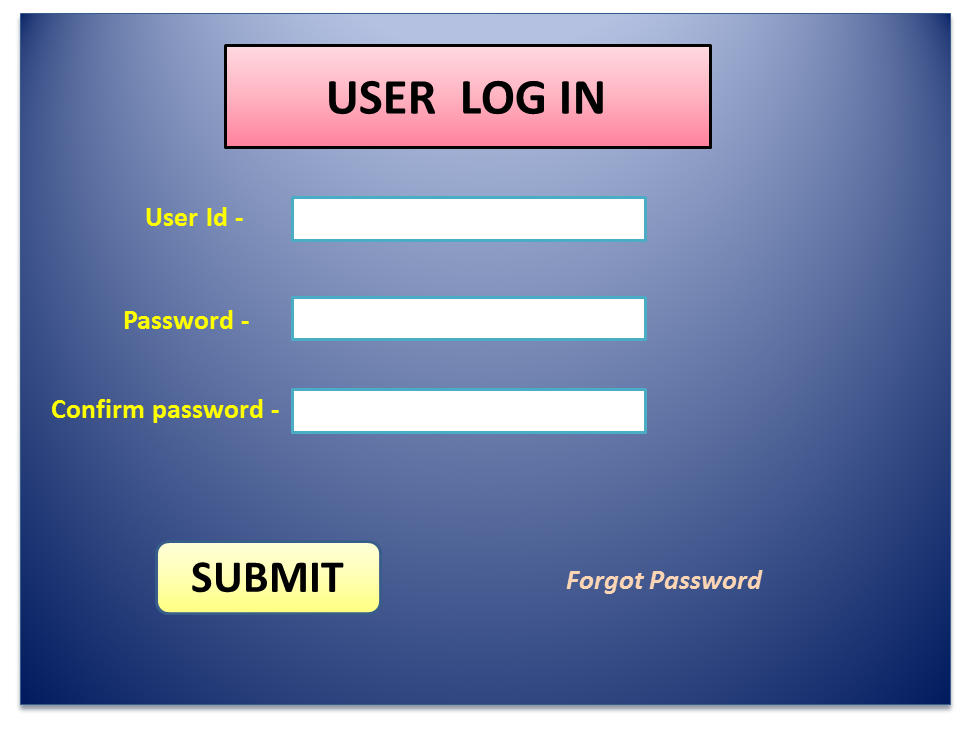 USER  LOG IN
User Id -
Password -
Confirm password -
SUBMIT
Forgot Password